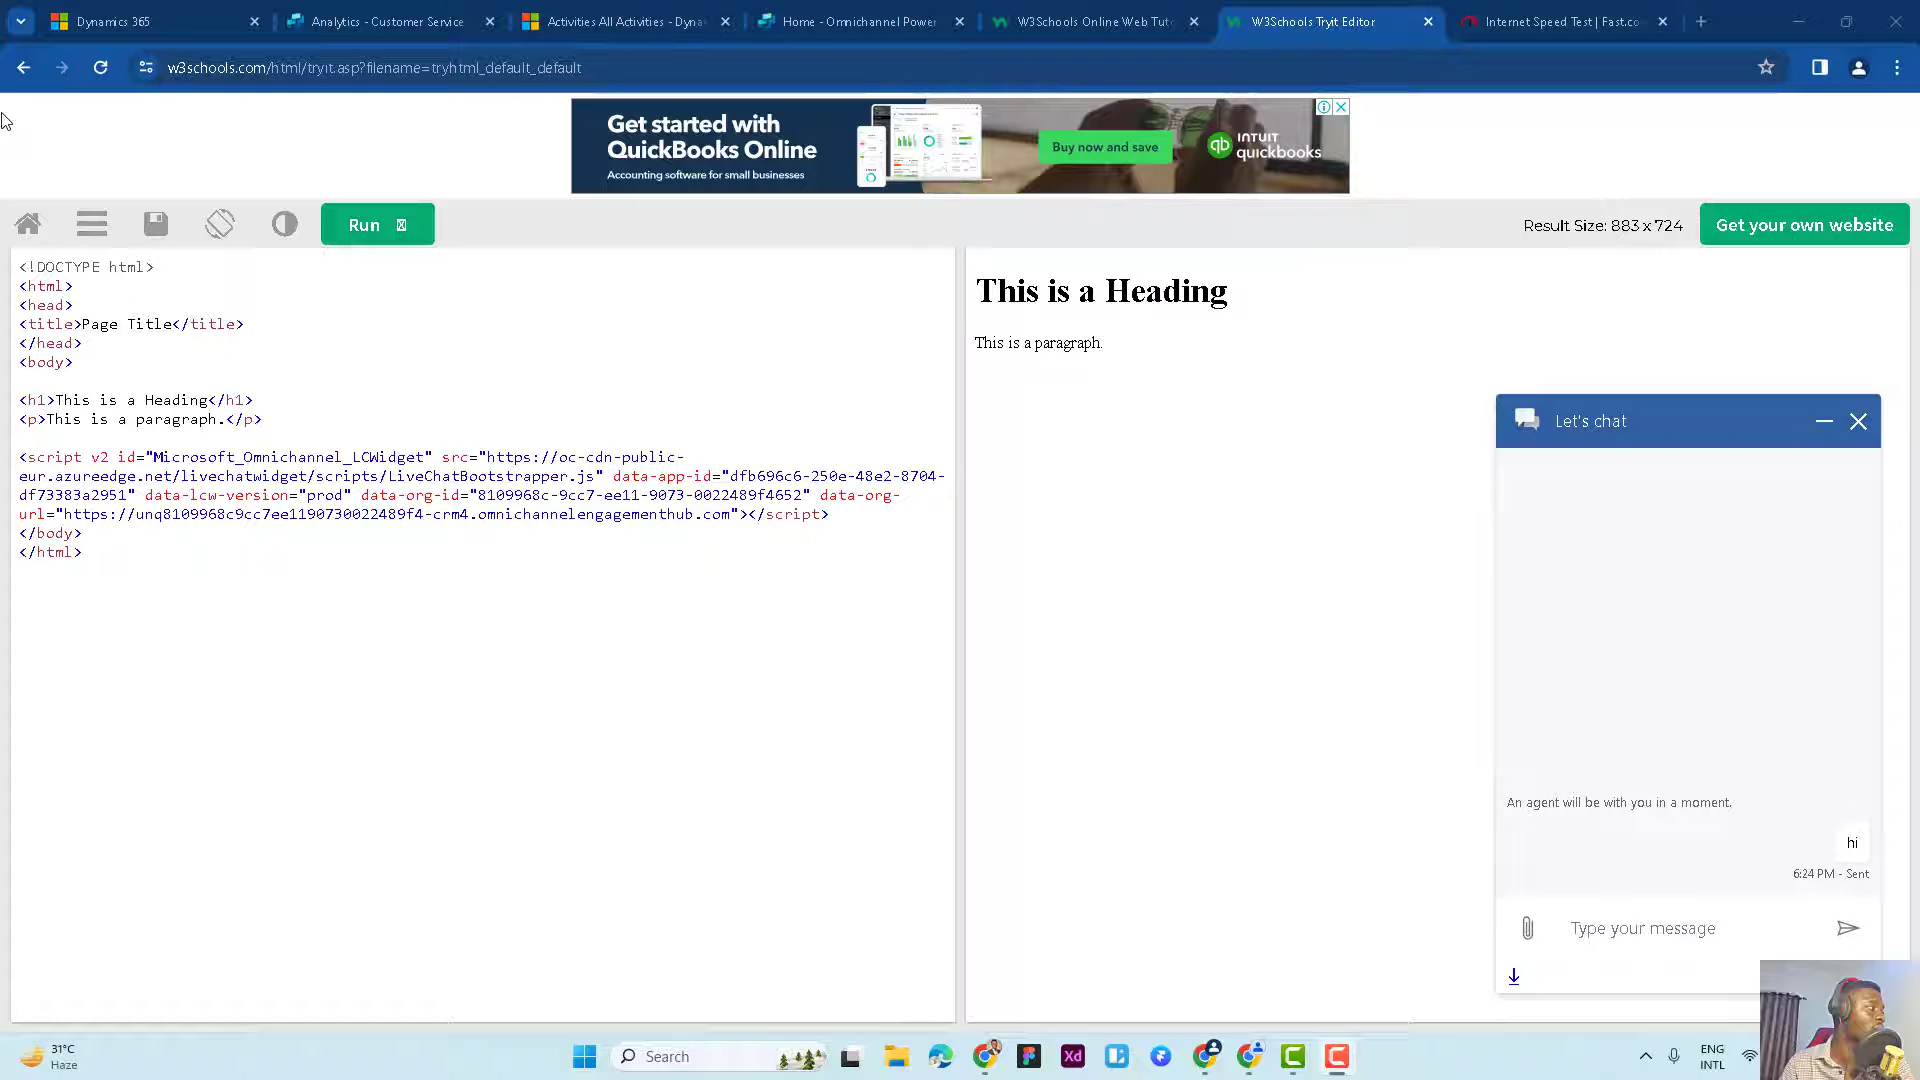 Dynamics 365
Analytics - Customer Service
Activities All Activities - Dyna
Home - Omnichannel Power
W3Schools Online Web Tuto
W3Schools Tryit Editor
Internet Speed Test | Fast.co
w3schools.com/html/tryit.asp?filename=tryhtml_default_default
Get started with
QuickBooks Online
Accounting software for small businesses
Buy now and save
INTUIT
quickbooks
Run
Result Size: 883 x 724
Get your own website
<!DOCTYPE html>
<html>
<head>
<title>Page Title</title>
</head>
<body>
<h1>This is a Heading</h1>
<p>This is a paragraph.</p>
<script v2 id="Microsoft_Omnichannel_LCWidget" src="https://oc-cdn-public-
eur.azureedge.net/livechatwidget/scripts/LiveChatBootstrapper.js" data-app-id="dfb696c6-250e-48e2-8704-
df73383a2951" data-lcw-version="prod" data-org-id="8109968c-9cc7-ee11-9073-0022489f4652" data-org-
url="https://unq8109968c9cc7ee1190730022489f4-crm4.omnichannelengagementhub.com"></script>
</body>
</html>
This is a Heading
This is a paragraph.
Let's chat
An agent will be with you in a moment.
hi
6:24 PM - Sent
Type your message
31°C
Haze
Search
Xd
ENG
INTL